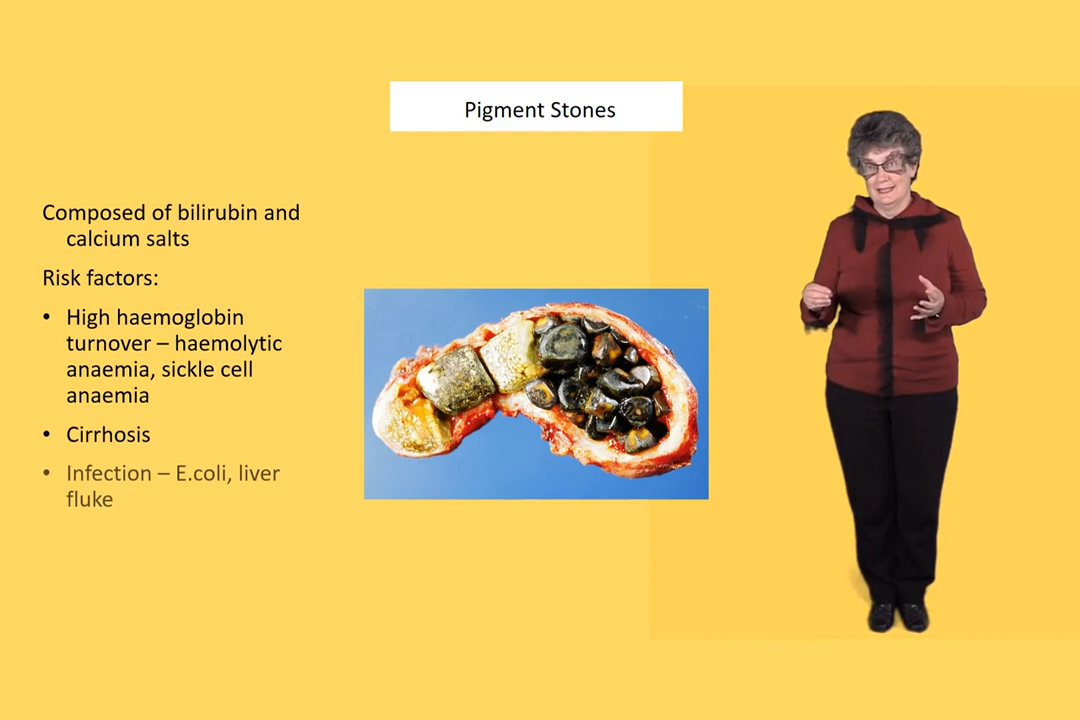 Pigment Stones
Composed of bilirubin and
calcium salts
Risk factors:
• High haemoglobin
turnover – haemolytic
anaemia, sickle cell
anaemia
• Cirrhosis
• Infection – E.coli, liver
fluke